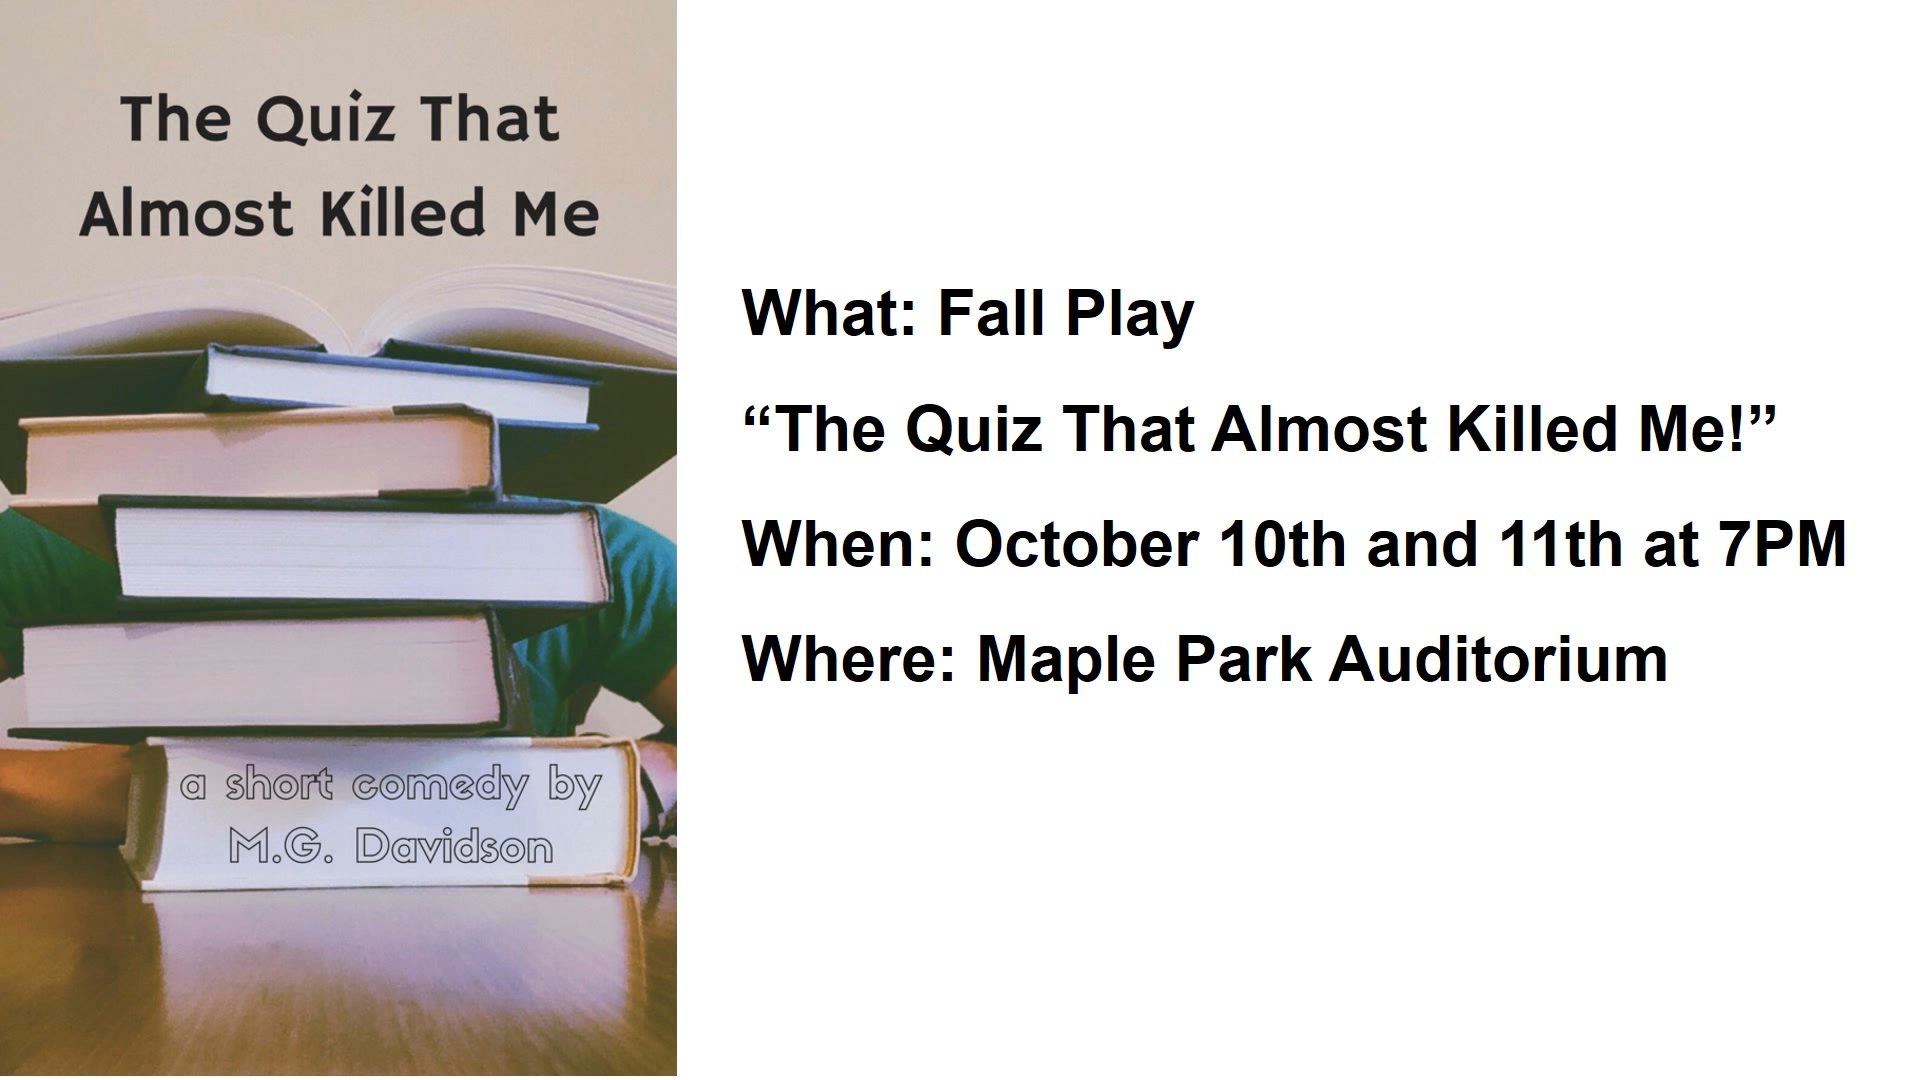 The Quiz That
Almost Killed Me
a short comedy by
M.G. Davidson
What: Fall Play
“The Quiz That Almost Killed Me!”
When: October 10th and 11th at 7PM
Where: Maple Park Auditorium